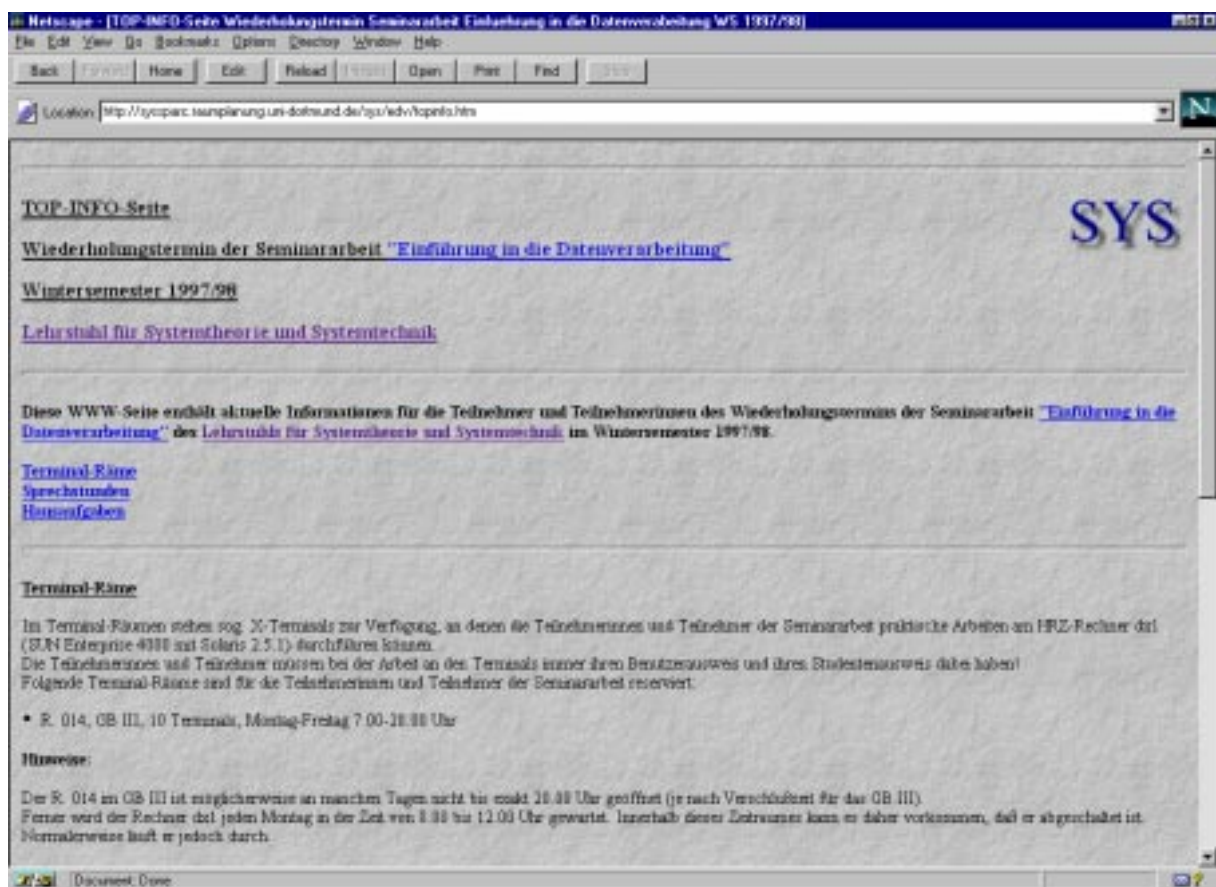 Netscape - [TOP-INFO-Seite Wiederholungstermin Seminararbeit Einfuehrung in die Datenverabeitung WS 1997/98]
File Edit View Go Bookmarks Options Directory Window Help
Back Forward Home Edit Reload Open Print Find Stop
Location: http://syssparc.raumplanung.uni-dortmund.de/sys/edv/topinfo.htm
N
TOP-INFO-Seite
SYS
Wiederholungstermin der Seminararbeit "Einführung in die Datenverarbeitung"
Wintersemester 1997/98
Lehrstuhl für Systemtheorie und Systemtechnik
Diese WWW-Seite enthält aktuelle Informationen für die Teilnehmer und Teilnehmerinnen des Wiederholungstermins der Seminararbeit "Einführung in die
Datenverarbeitung" des Lehrstuhls für Systemtheorie und Systemtechnik im Wintersemester 1997/98.
Terminal-Räme
Sprechstunden
Hausaufgaben
Terminal-Räme
Im Terminal-Räumen stehen sog. X-Terminals zur Verfügung, an denen die Teilnehmerinnen und Teilnehmer der Seminararbeit praktische Arbeiten am HRZ-Rechner
(SUN Enterprise 4000 mit Solaris 2.5.1) durchführen können.
Die Teilnehmerinnen und Teilnehmer müssen bei der Arbeit an den Terminals immer ihren Benutzerausweis und ihren Studentenausweis dabei haben!
Folgende Terminal-Räume sind für die Teilnehmerinnen und Teilnehmer der Seminararbeit reserviert:
• R. 014, GB III, 10 Terminals, Montag-Freitag 7.00-20.00 Uhr
Hinweise:
Der R. 014 im GB III ist möglicherweise an manchen Tagen nicht bis exakt 20.00 Uhr geöffnet (je nach Verschlußzeit für das GB III).
Ferner wird der Rechner jeden Montag in der Zeit von 8.00 bis 12.00 Uhr gewartet. Innerhalb dieses Zeitraumes kann es daher vorkommen, daß er abgeschaltet ist.
Normalerweise läuft er jedoch durch.
Document: Done